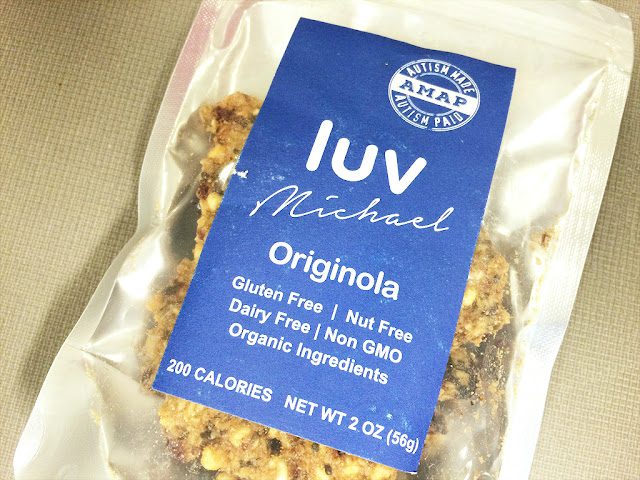 AUTISM MADE
AMAP
AUTISM PAID
luv
Michael
Originola
Gluten Free | Nut Free
Dairy Free | Non GMO
Organic Ingredients
200 CALORIES NET WT 2 OZ (56g)